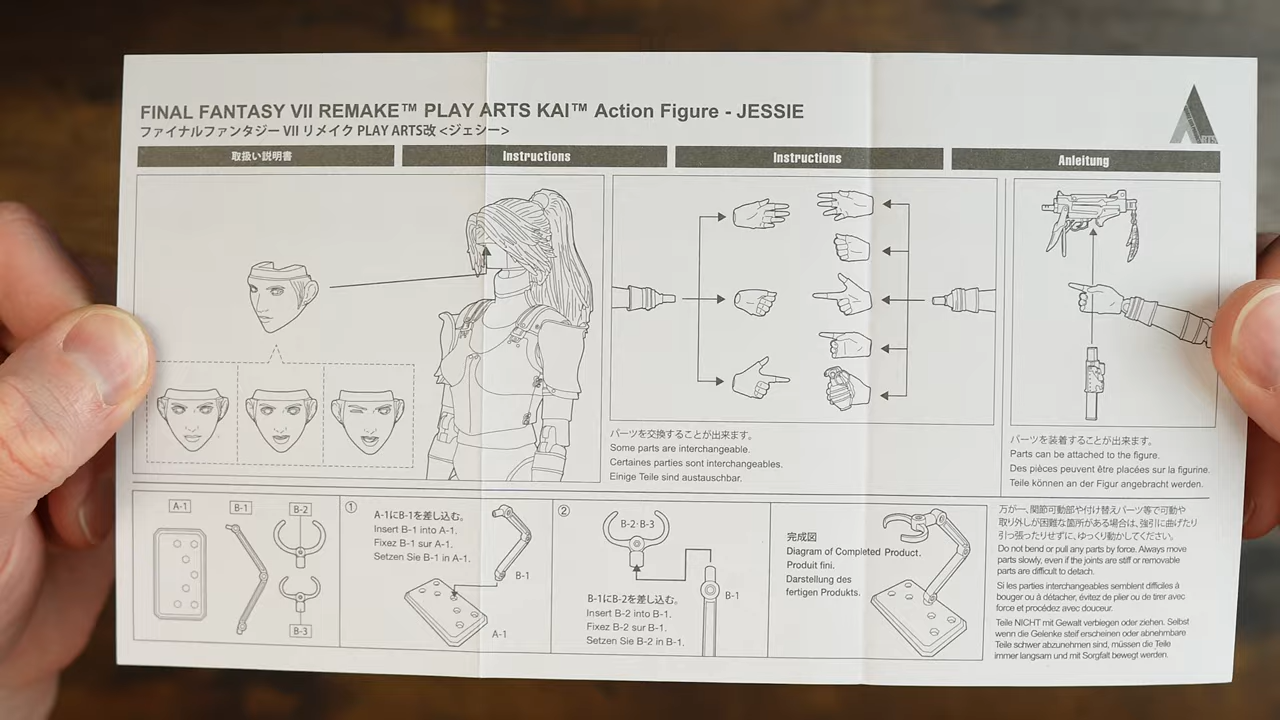 FINAL FANTASY VII REMAKE™ PLAY ARTS KAI™ Action Figure - JESSIE
ファイナルファンタジー VII リメイク PLAY ARTS改 <ジェシー>
取扱い説明書
Instructions
Instructions
Anleitung
パーツを交換することが出来ます。
Some parts are interchangeable.
Certaines parties sont interchangeables.
Einige Teile sind austauschbar.
パーツを装着することが出来ます。
Parts can be attached to the figure.
Des pièces peuvent être placées sur la figurine.
Teile können an der Figur angebracht werden.
A-1
B-1
B-2
B-3
①
A-1にB-1を差し込む。
Insert B-1 into A-1.
Fixez B-1 sur A-1.
Setzen Sie B-1 in A-1.
B-1
A-1
②
B-2·B-3
B-1にB-2を差し込む。
Insert B-2 into B-1.
Fixez B-2 sur B-1.
Setzen Sie B-2 in B-1.
B-1
完成図
Diagram of Completed Product.
Produit fini.
Darstellung des
fertigen Produkts.
万が一、関節可動部や付け替えパーツ等で可動や
取り外しが困難な箇所がある場合は、強引に曲げたり
引っ張ったりせずに、ゆっくり動かしてください。
Do not bend or pull any parts by force. Always move
parts slowly, even if the joints are stiff or removable
parts are difficult to detach.
Si les parties interchangeables semblent difficiles à
bouger ou à détacher, évitez de plier ou de tirer avec
force et procédez avec douceur.
Teile NICHT mit Gewalt verbiegen oder ziehen. Selbst
wenn die Gelenke steif erscheinen oder abnehmbare
Teile schwer abzunehmen sind, müssen die Teile
immer langsam und mit Sorgfalt bewegt werden.